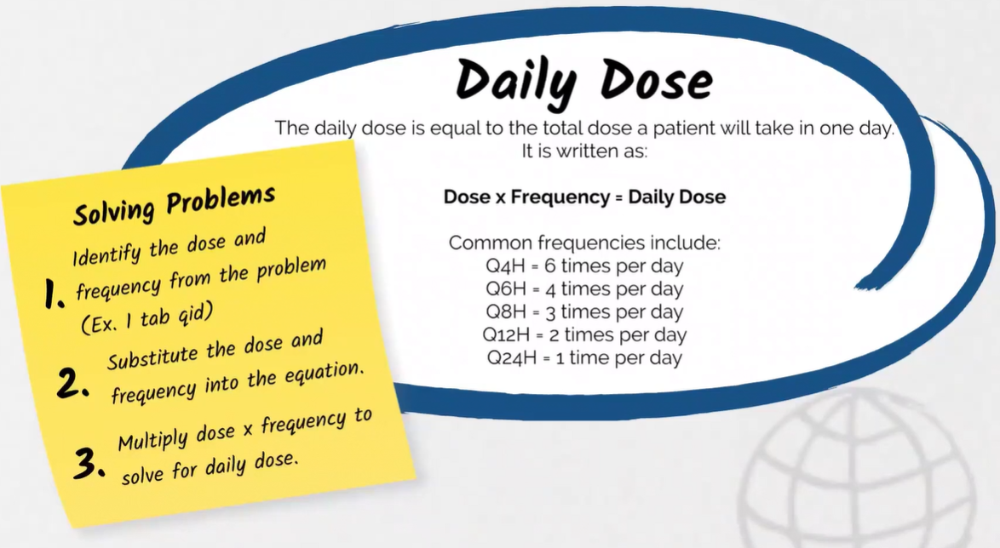 Daily Dose
The daily dose is equal to the total dose a patient will take in one day.
It is written as:
Dose x Frequency = Daily Dose
Common frequencies include:
Q4H = 6 times per day
Q6H = 4 times per day
Q8H = 3 times per day
Q12H = 2 times per day
Q24H = 1 time per day
Solving Problems
1. Identify the dose and
frequency from the problem
(Ex. 1 tab qid)
2. Substitute the dose and
frequency into the equation.
3. Multiply dose x frequency to
solve for daily dose.